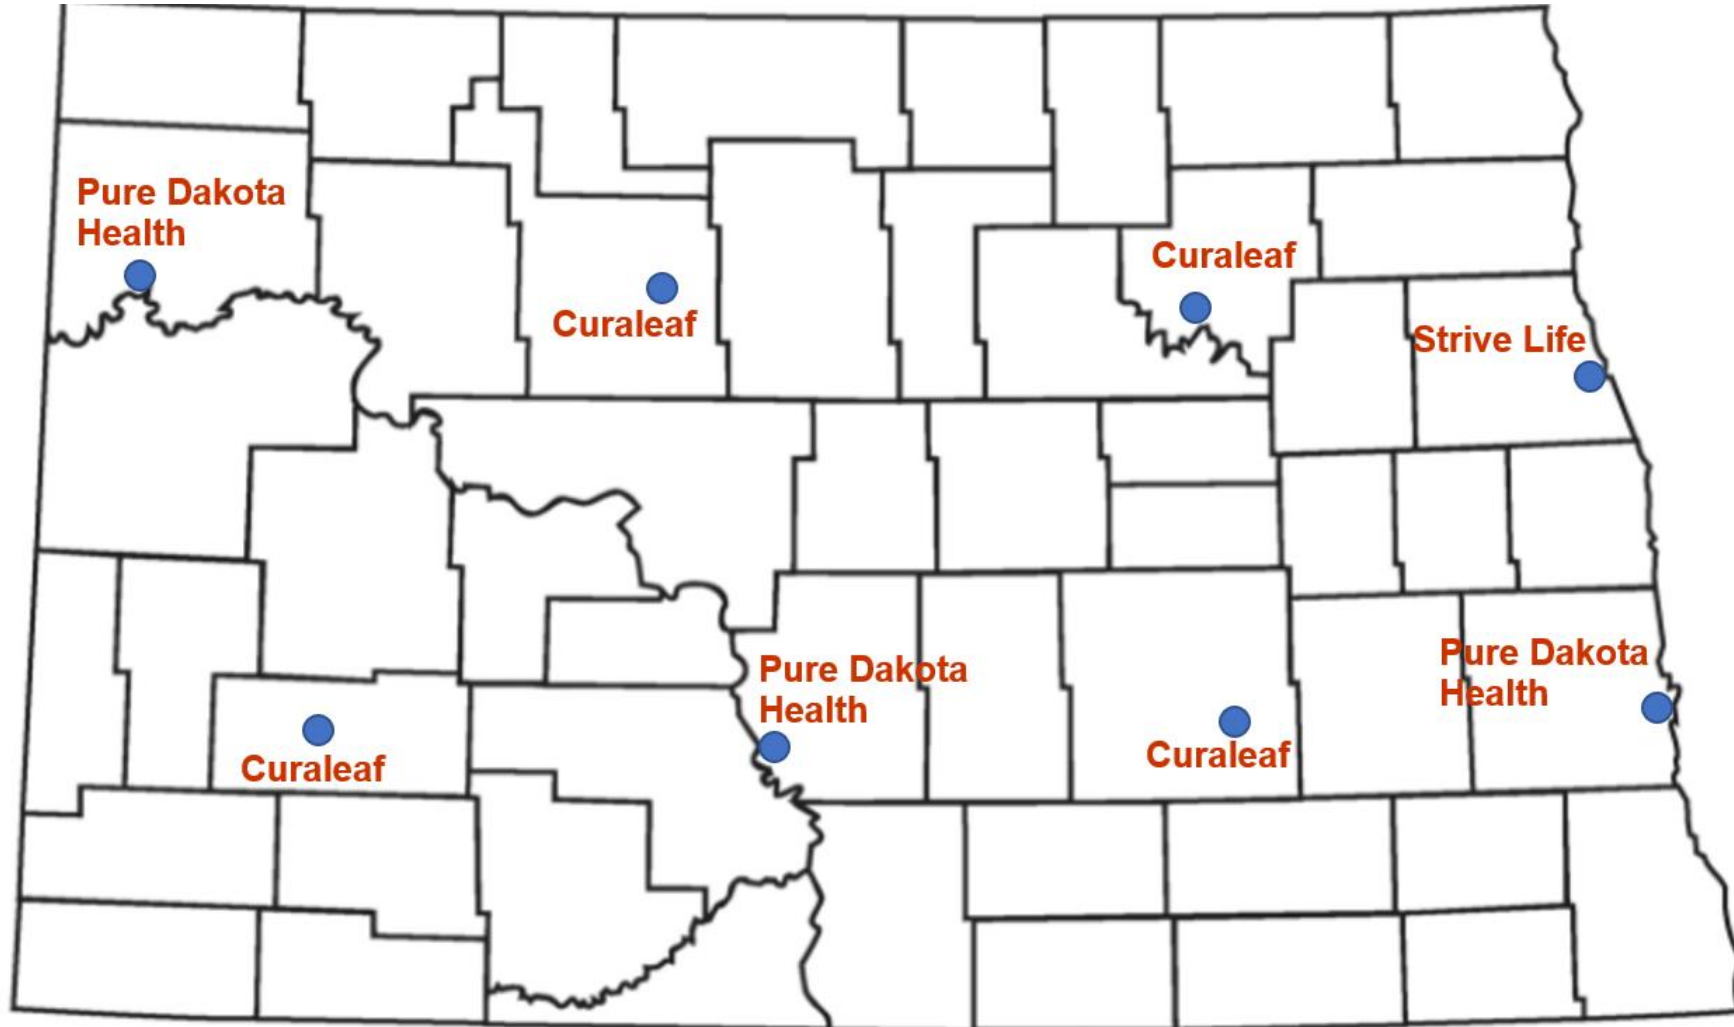 Pure Dakota
Health
Curaleaf
Curaleaf
Strive Life
Pure Dakota
Health
Pure Dakota
Health
Curaleaf
Curaleaf